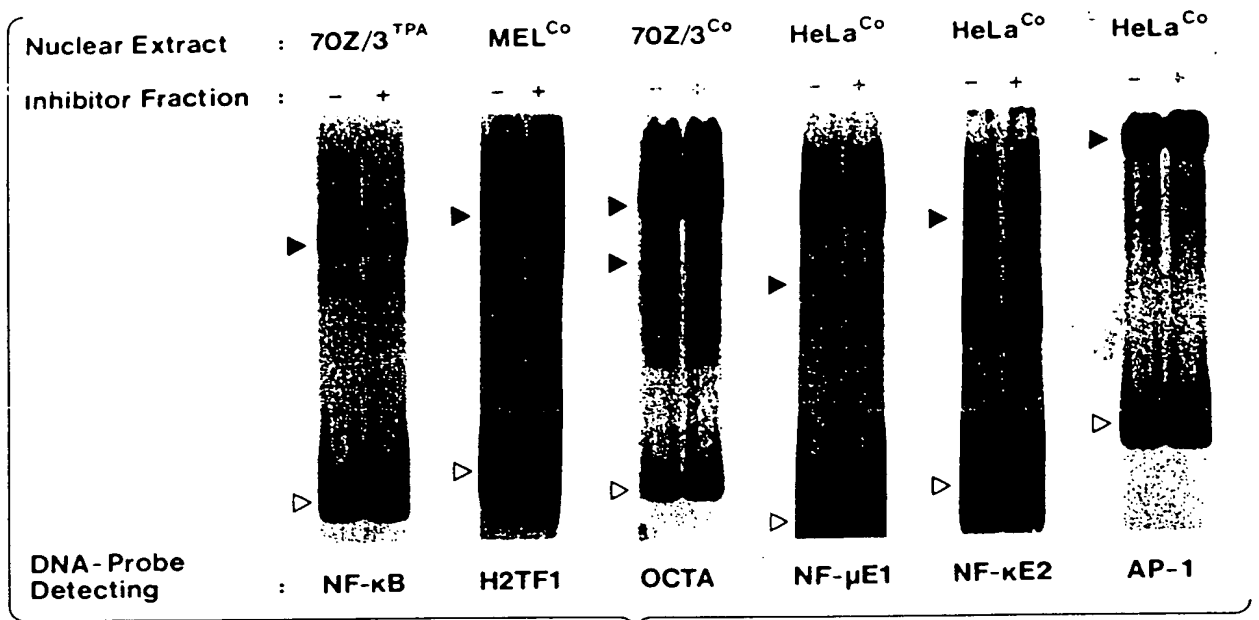 Nuclear Extract : 70Z/3TPA MELCo 70Z/3Co HeLaCo HeLaCo HeLaCo
Inhibitor Fraction : - + - + - + - + - + - +
DNA-Probe
Detecting : NF-κB H2TF1 OCTA NF-μE1 NF-κE2 AP-1